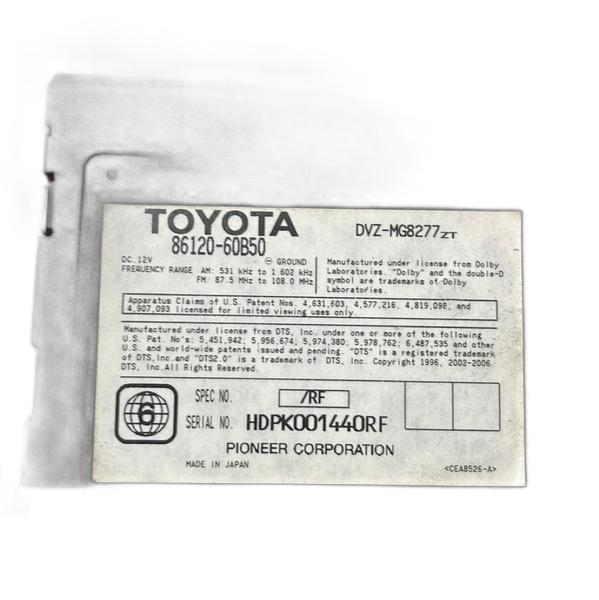 TOYOTA
86120-60B50
DVZ-MG8277ZT
DC.12V
⊖ GROUND
FREQUENCY RANGE AM: 531 kHz to 1 602 kHz
FM: 87.5 MHz to 108.0 MHz
Manufactured under license from Dolby
Laboratories. "Dolby" and the double-D
symbol are trademarks of Dolby
Laboratories.
Apparatus Claims of U.S. Patent Nos. 4,631,603, 4,577,216, 4,819,098, and
4,907,093 licensed for limited viewing uses only.
Manufactured under license from DTS, Inc. under one or more of the following
U.S. Pat. No's: 5,451,942; 5,956,674; 5,974,380; 5,978,762; 6,487,535 and other
U.S. and world-wide patents issued and pending. "DTS" is a registered trademark
of DTS,Inc.and "DTS2.0" is a trademark of DTS, Inc. Copyright 1996, 2002-2006
DTS, Inc.All Rights Reserved.
6
SPEC NO. /RF
SERIAL NO. HDPK001440RF
PIONEER CORPORATION
MADE IN JAPAN
<CEA8526-A>